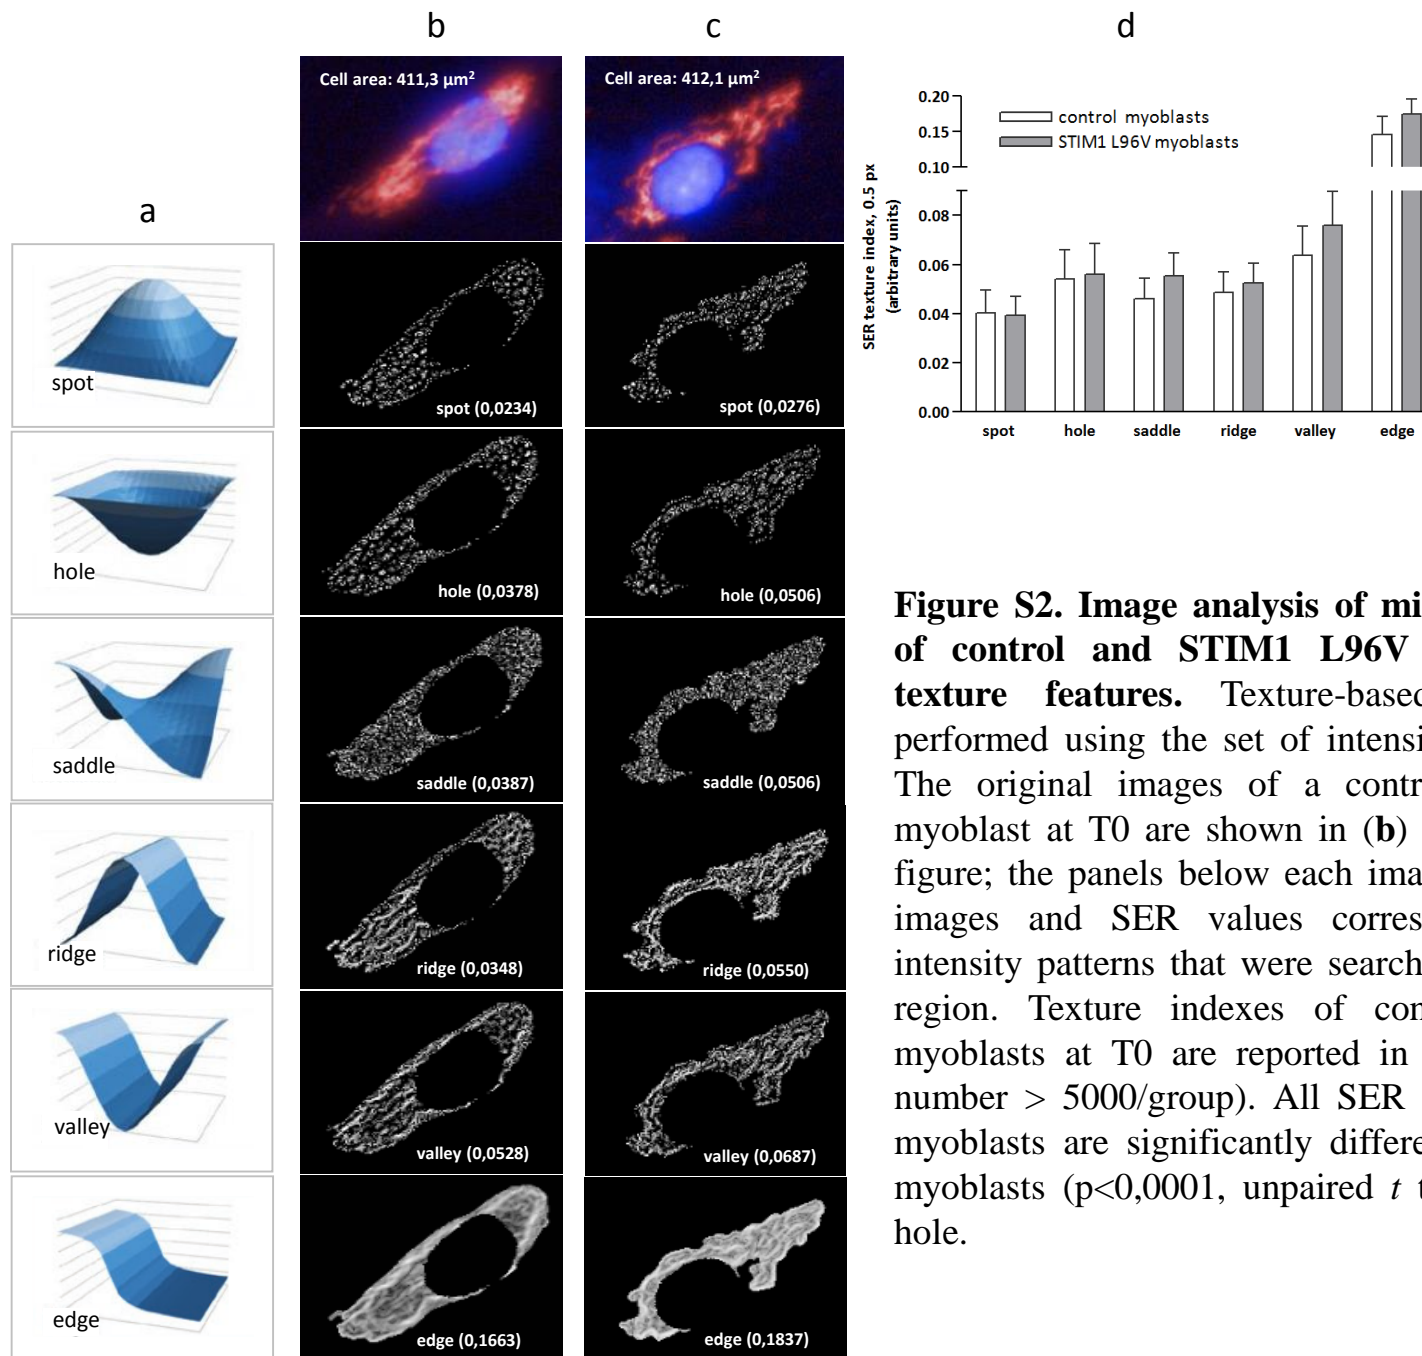 a
b
c
d
Cell area: 411,3 µm²
Cell area: 412,1 µm²
spot
spot (0,0234)
spot (0,0276)
hole
hole (0,0378)
hole (0,0506)
saddle
saddle (0,0387)
saddle (0,0506)
ridge
ridge (0,0348)
ridge (0,0550)
valley
valley (0,0528)
valley (0,0687)
edge
edge (0,1663)
edge (0,1837)
SER texture index, 0.5 px
(arbitrary units)
0.20
0.15
0.10
0.08
0.06
0.04
0.02
0.00
control myoblasts
STIM1 L96V myoblasts
spot hole saddle ridge valley edge
Figure S2. Image analysis of mi
of control and STIM1 L96V
texture features. Texture-based
performed using the set of intensi
The original images of a contr
myoblast at T0 are shown in (b)
figure; the panels below each ima
images and SER values corres
intensity patterns that were search
region. Texture indexes of con
myoblasts at T0 are reported in
number > 5000/group). All SER
myoblasts are significantly differe
myoblasts (p<0,0001, unpaired t t
hole.